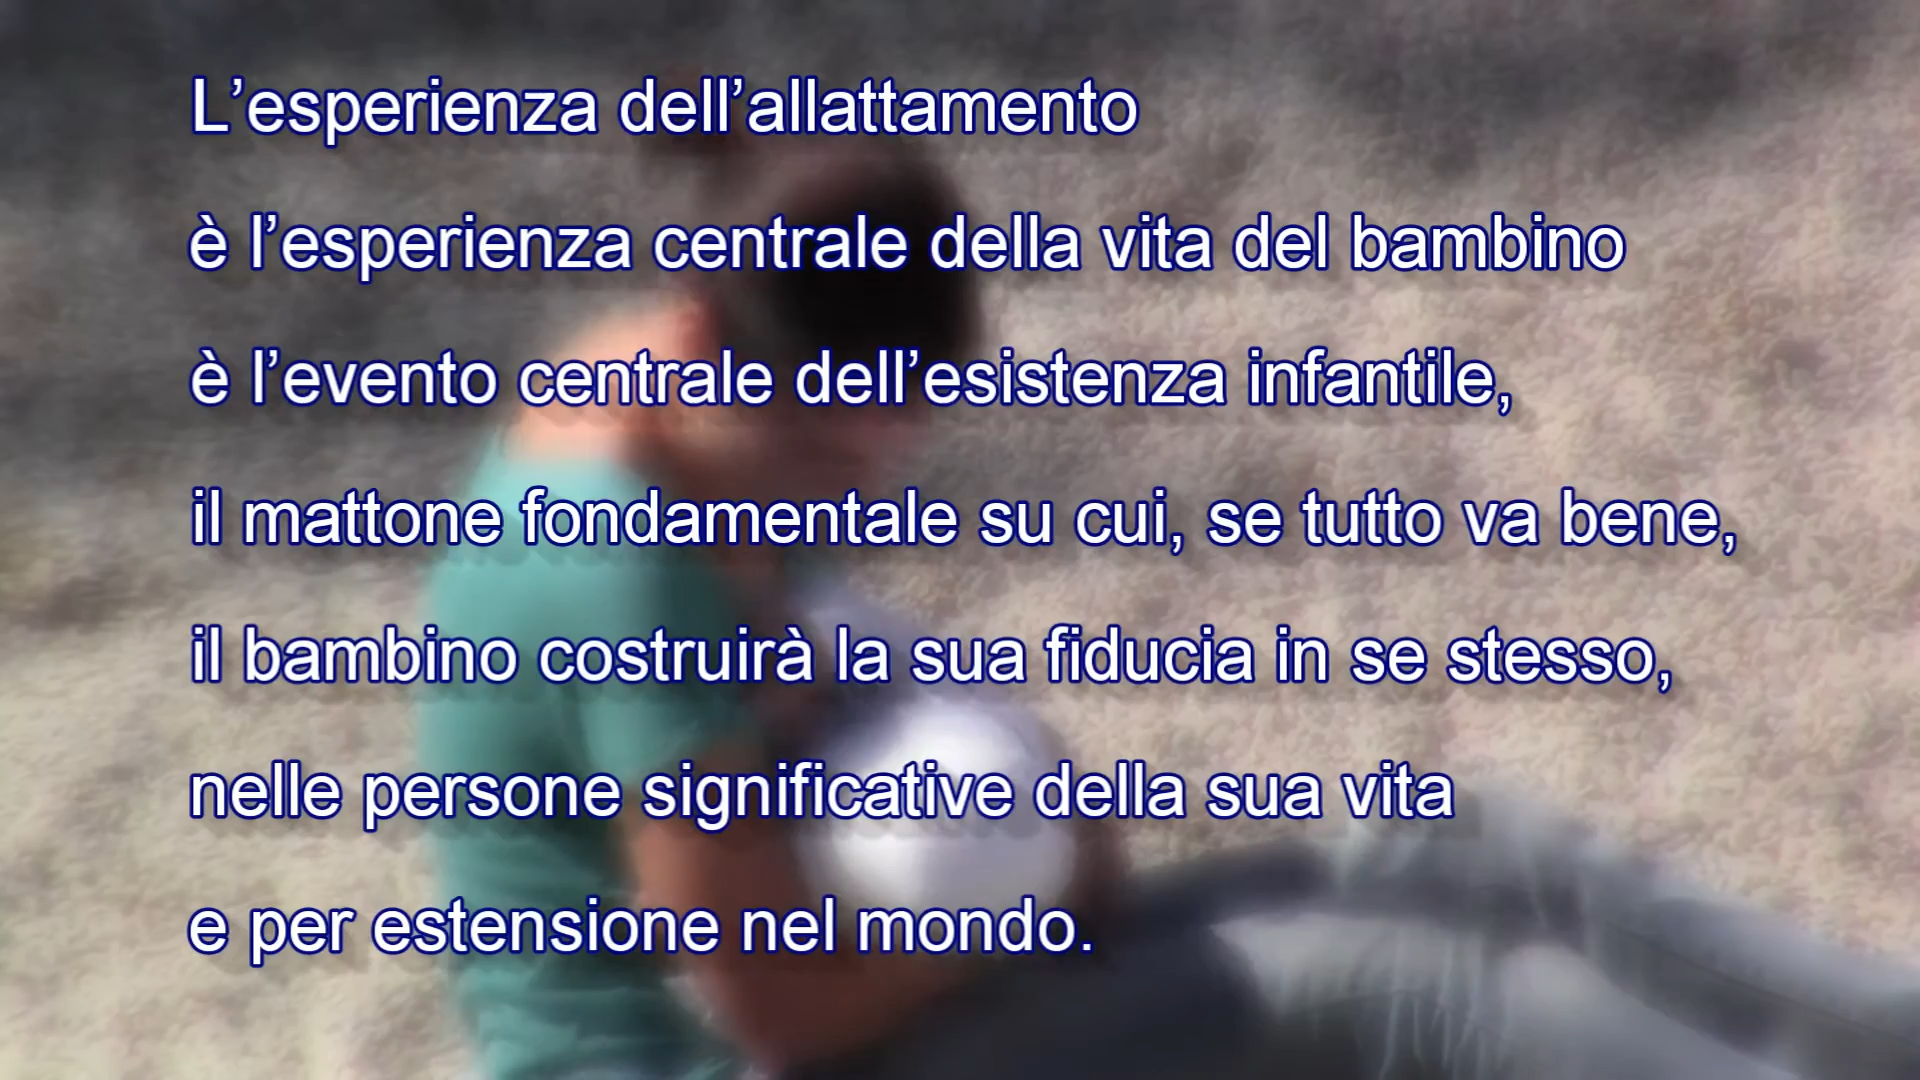 L’esperienza dell’allattamento
è l’esperienza centrale della vita del bambino
è l’evento centrale dell’esistenza infantile,
il mattone fondamentale su cui, se tutto va bene,
il bambino costruirà la sua fiducia in se stesso,
nelle persone significative della sua vita
e per estensione nel mondo.